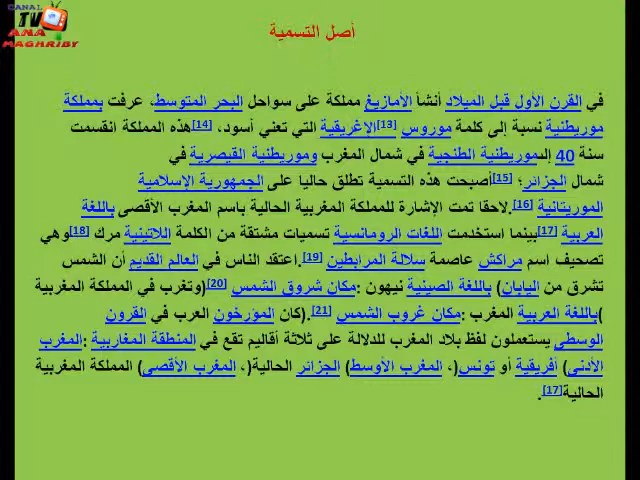 CANAL
TV
ANA
MAGHRIBY
أصل التسمية
في القرن الأول قبل الميلاد أنشأ الأمازيغ مملكة على سواحل البحر المتوسط، عرفت بمملكة
موريطنية نسبة إلى كلمة موروس [13]الإغريقية التي تعني أسود، [14]هذه المملكة انقسمت
سنة 40 إلىموريطنية الطنجية في شمال المغرب وموريطنية القيصرية في
شمال الجزائر؛ [15]أصبحت هذه التسمية تطلق حاليا على الجمهورية الإسلامية
الموريتانية [16].لاحقا تمت الإشارة للمملكة المغربية الحالية باسم المغرب الأقصى باللغة
العربية [17]بينما استخدمت اللغات الرومانسية تسميات مشتقة من الكلمة اللاتينية مرك [18]وهي
تصحيف اسم مراكش عاصمة سلالة المرابطين [19].اعتقد الناس في العالم القديم أن الشمس
تشرق من اليابان) باللغة الصينية نيهون :مكان شروق الشمس [20](وتغرب في المملكة المغربية
)باللغة العربية المغرب :مكان غروب الشمس [21].(كان المؤرخون العرب في القرون
الوسطى يستعملون لفظ بلاد المغرب للدلالة على ثلاثة أقاليم تقع في المنطقة المغاربية :المغرب
الأدنى) أفريقية أو تونس(، المغرب الأوسط) الجزائر الحالية(، المغرب الأقصى) المملكة المغربية
الحالية[17].